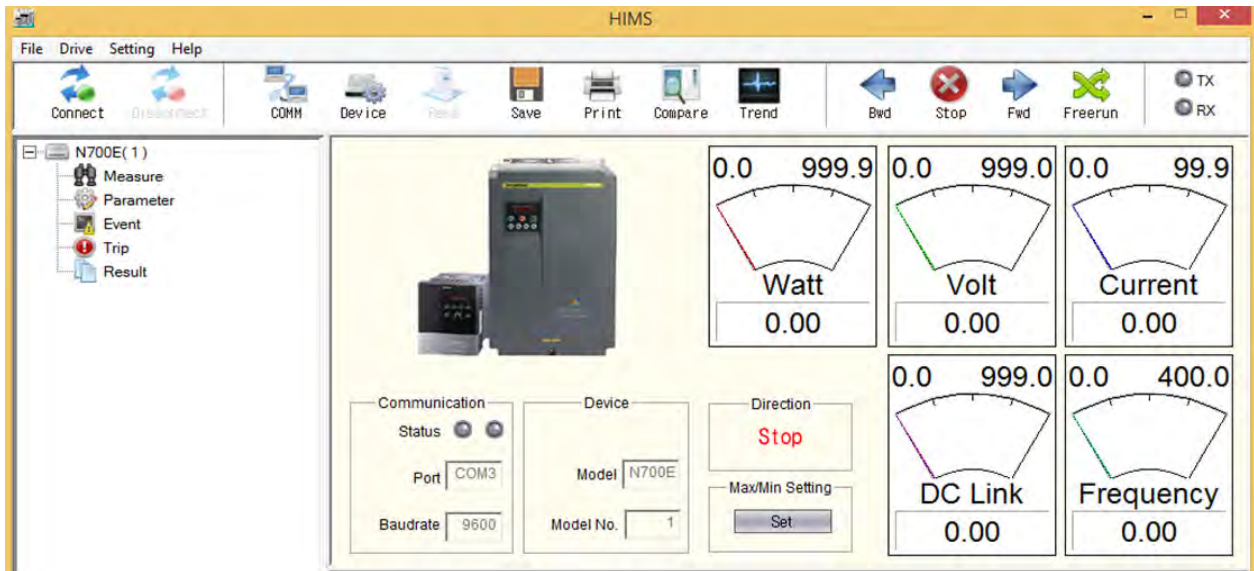 HIMS
File Drive Setting Help
Connect Disconnect COMM Device Read Save Print Compare Trend Bwd Stop Fwd Freerun TX
RX
N700E( 1 )
Measure
Parameter
Event
Trip
Result
0.0 999.9
Watt
0.00
0.0 999.0
Volt
0.00
0.0 99.9
Current
0.00
Communication
Status
Port COM3
Baudrate 9600
Device
Model N700E
Model No. 1
Direction
Stop
Max/Min Setting
Set
0.0 999.0
DC Link
0.00
0.0 400.0
Frequency
0.00